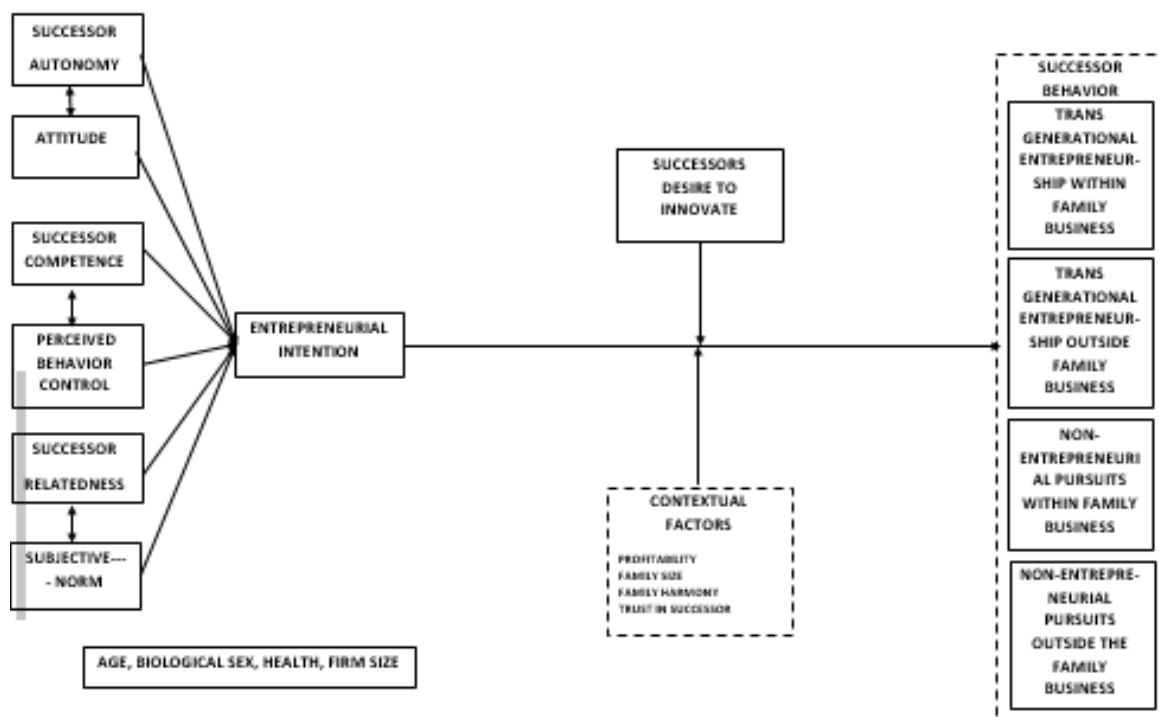 SUCCESSOR
AUTONOMY
ATTITUDE
SUCCESSOR
COMPETENCE
PERCEIVED
BEHAVIOR
CONTROL
SUCCESSOR
RELATEDNESS
SUBJECTIVE---
- NORM
AGE, BIOLOGICAL SEX, HEALTH, FIRM SIZE
ENTREPRENEURIAL
INTENTION
SUCCESSORS
DESIRE TO
INNOVATE
CONTEXTUAL
FACTORS
PROFITABILITY
FAMILY SIZE
FAMILY HARMONY
TRUST IN SUCCESSOR
SUCCESSOR
BEHAVIOR
TRANS
GENERATIONAL
ENTREPRENEUR-
SHIP WITHIN
FAMILY
BUSINESS
TRANS
GENERATIONAL
ENTREPRENEUR-
SHIP OUTSIDE
FAMILY
BUSINESS
NON-
ENTREPRENEURI
AL PURSUITS
WITHIN FAMILY
BUSINESS
NON-ENTREPRE-
NEURIAL
PURSUITS
OUTSIDE THE
FAMILY
BUSINESS